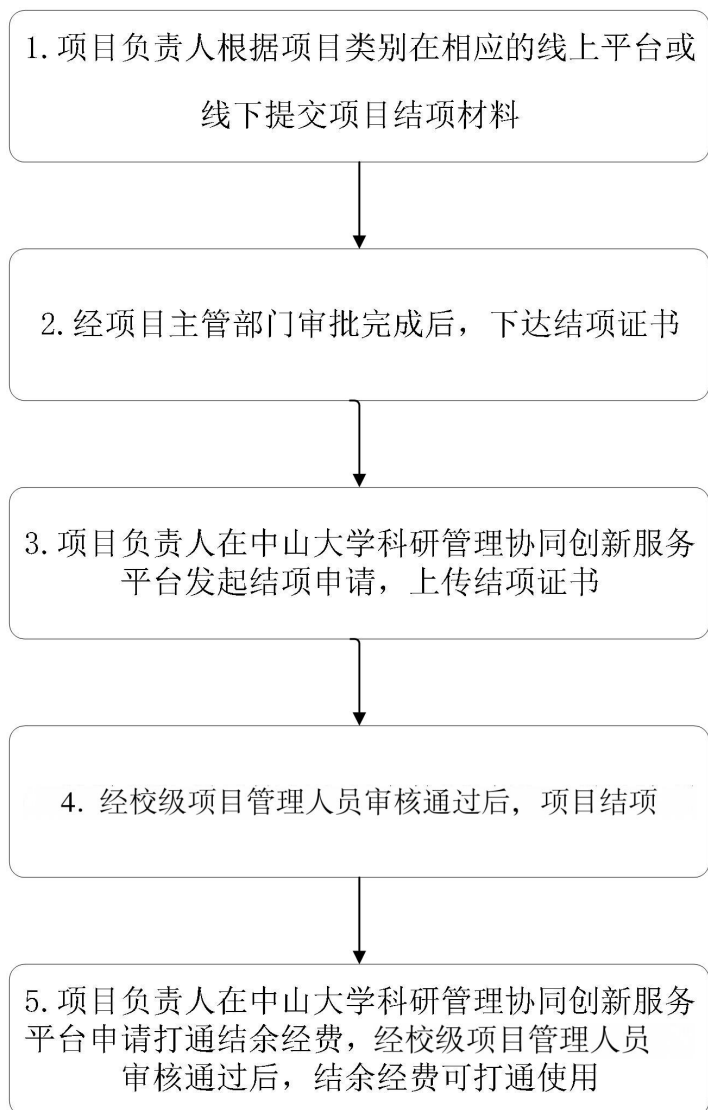 1.项目负责人根据项目类别在相应的线上平台或
线下提交项目结项材料
2.经项目主管部门审批完成后，下达结项证书
3.项目负责人在中山大学科研管理协同创新服务
平台发起结项申请，上传结项证书
4. 经校级项目管理人员审核通过后，项目结项
5.项目负责人在中山大学科研管理协同创新服务
平台申请打通结余经费，经校级项目管理人员
审核通过后，结余经费可打通使用